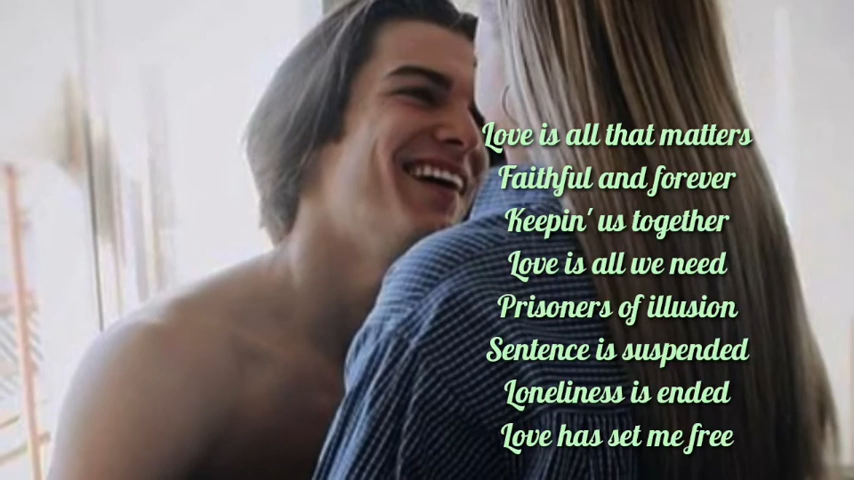 Love is all that matters
Faithful and forever
Keepin' us together
Love is all we need
Prisoners of illusion
Sentence is suspended
Loneliness is ended
Love has set me free